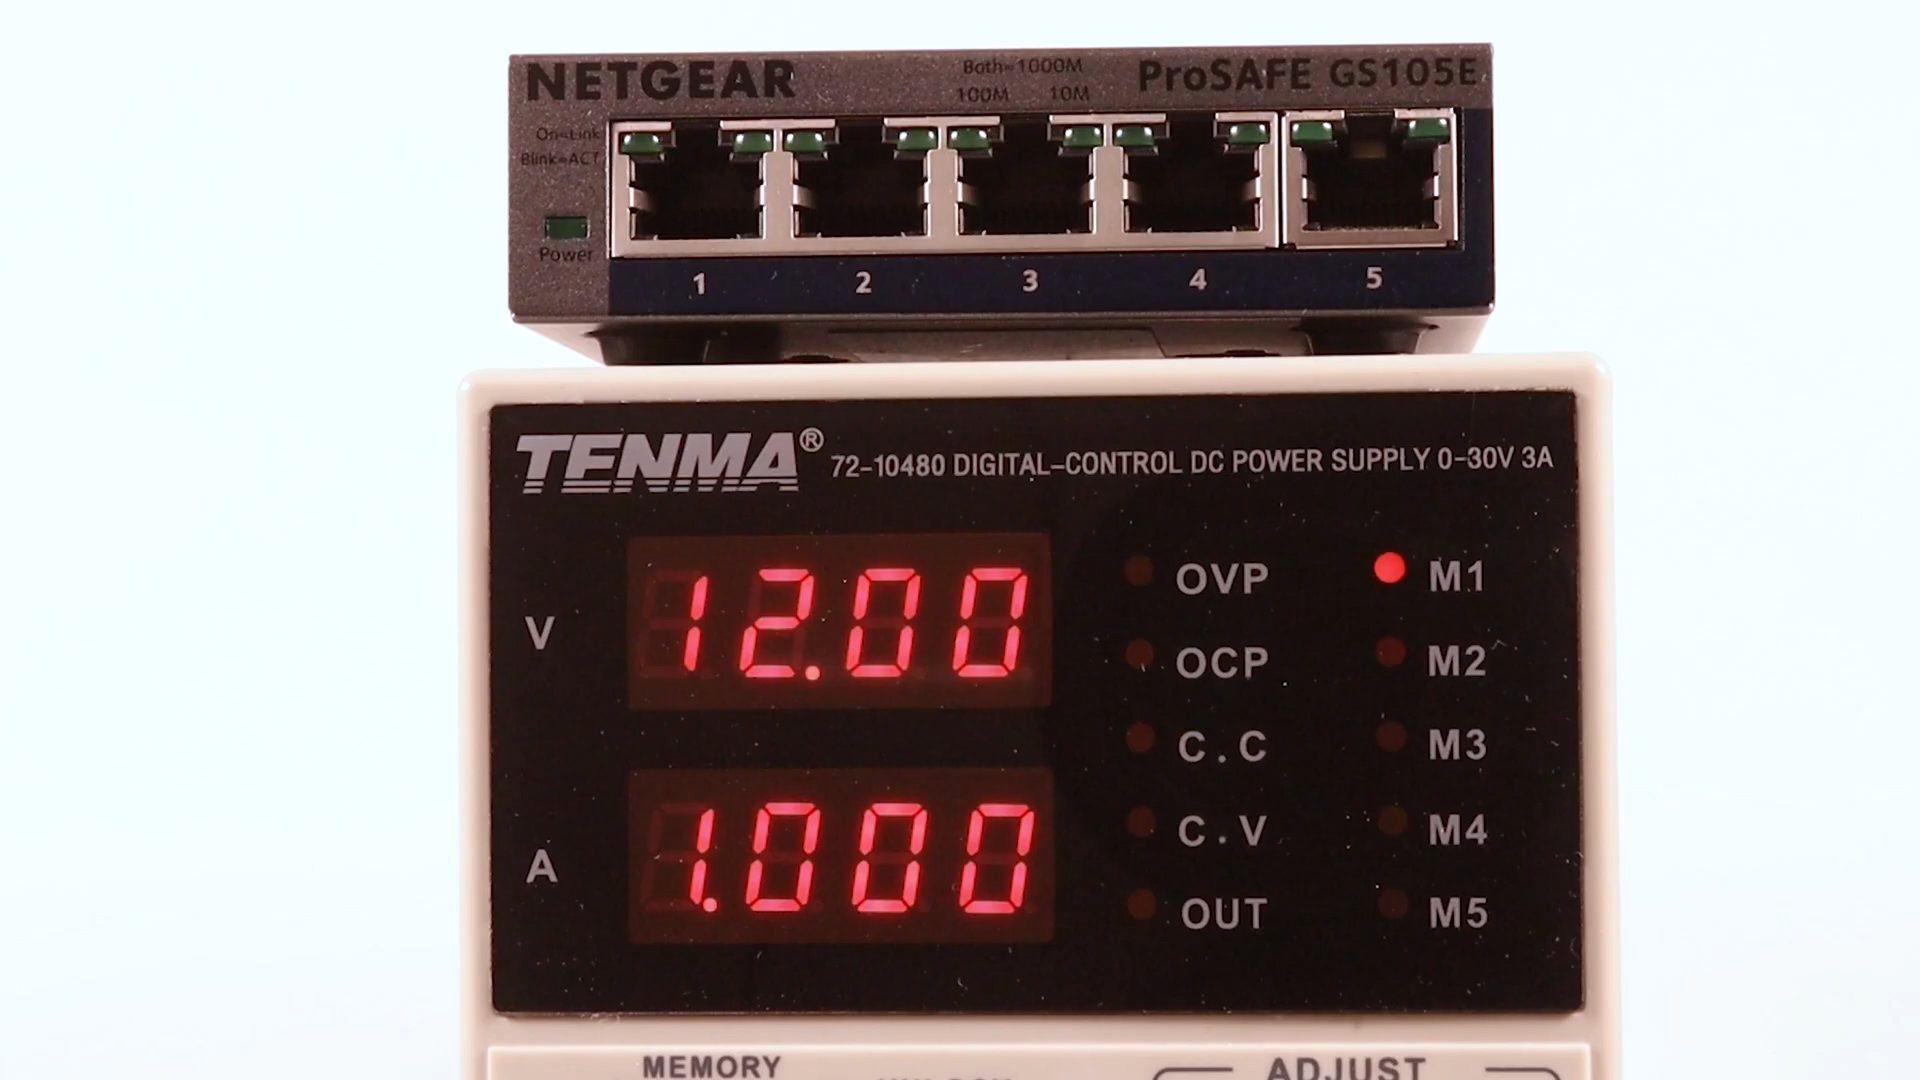 NETGEAR
Both=1000M
100M 10M
ProSAFE GS105E
On=Link
Blink=ACT
Power
1 2 3 4 5
TENMA® 72-10480 DIGITAL-CONTROL DC POWER SUPPLY 0-30V 3A
V 12.00
A 1.000
OVP M1
OCP M2
C.C M3
C.V M4
OUT M5
MEMORY
ADJUST